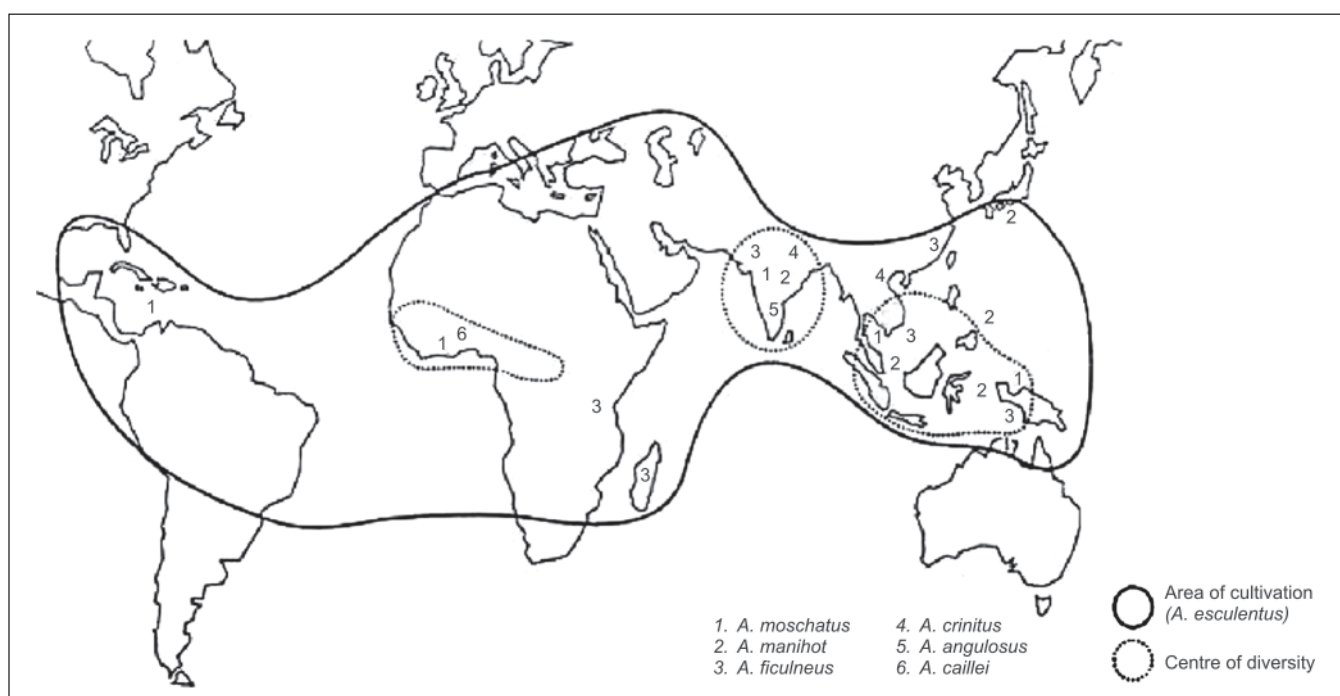 2
3 4 3
1 2 4
1 5 2
6
1 1 3
2
1
2
3 3
3
Area of cultivation
(A. esculentus)
Centre of diversity
1. A. moschatus
2. A. manihot
3. A. ficulneus
4. A. crinitus
5. A. angulosus
6. A. caillei